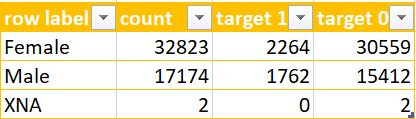 row label count target 1 target 0
Female 32823 2264 30559
Male 17174 1762 15412
XNA 2 0 2